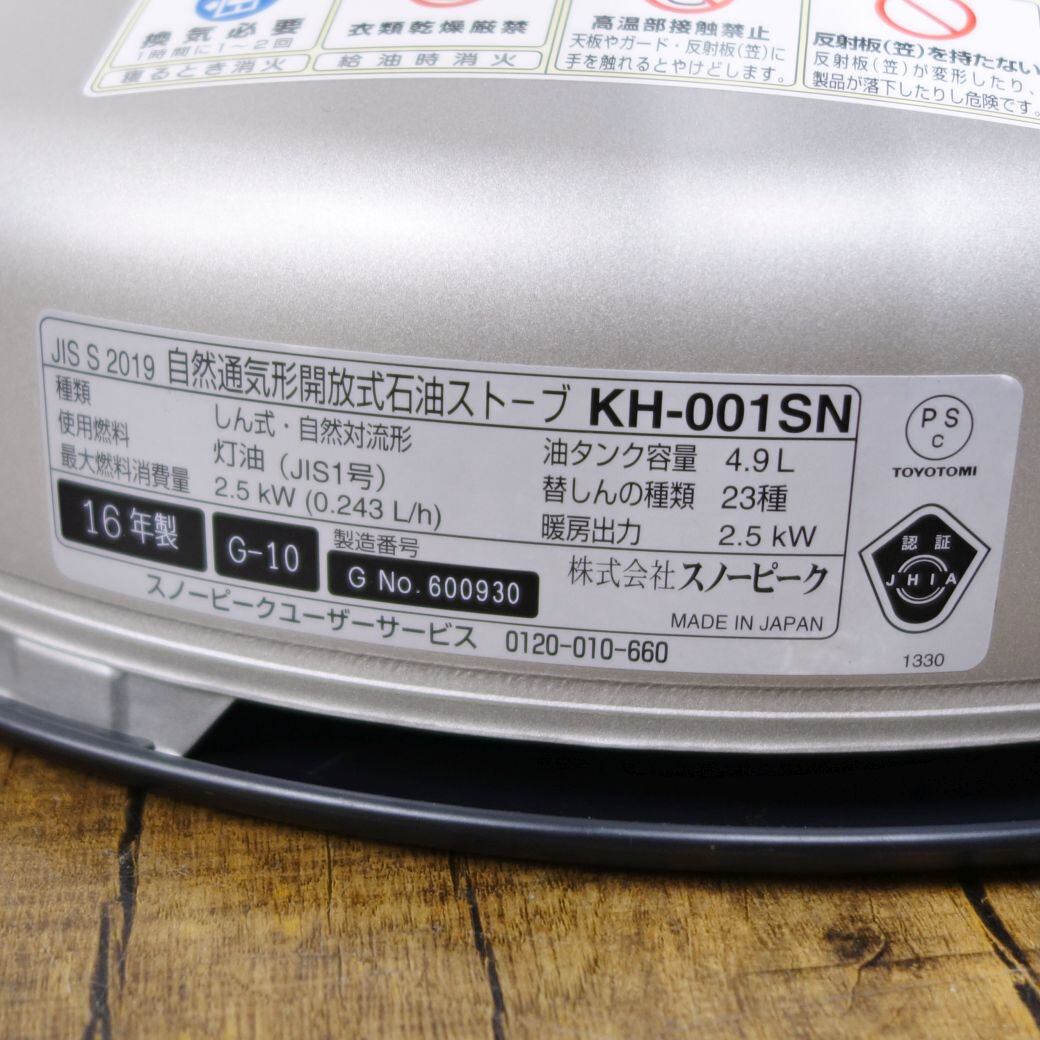 換気必要
1時間に1～2回
寝るとき消火
衣類乾燥厳禁
給油時消火
高温部接触禁止
天板やガード・反射板(笠)に
手を触れるとやけどします。
反射板(笠)を持たない
反射板(笠)が変形したり、
製品が落下したりし危険です。
JIS S 2019 自然通気形開放式石油ストーブ KH-001SN
種類 しん式・自然対流形
使用燃料 灯油(JIS1号)
最大燃料消費量 2.5 kW (0.243 L/h)
油タンク容量 4.9 L
替しんの種類 23種
暖房出力 2.5 kW
16年製
G-10
製造番号
G No.600930
株式会社スノーピーク
MADE IN JAPAN
スノーピークユーザーサービス 0120-010-660
PS
C
TOYOTOMI
認証
JHIA
1330